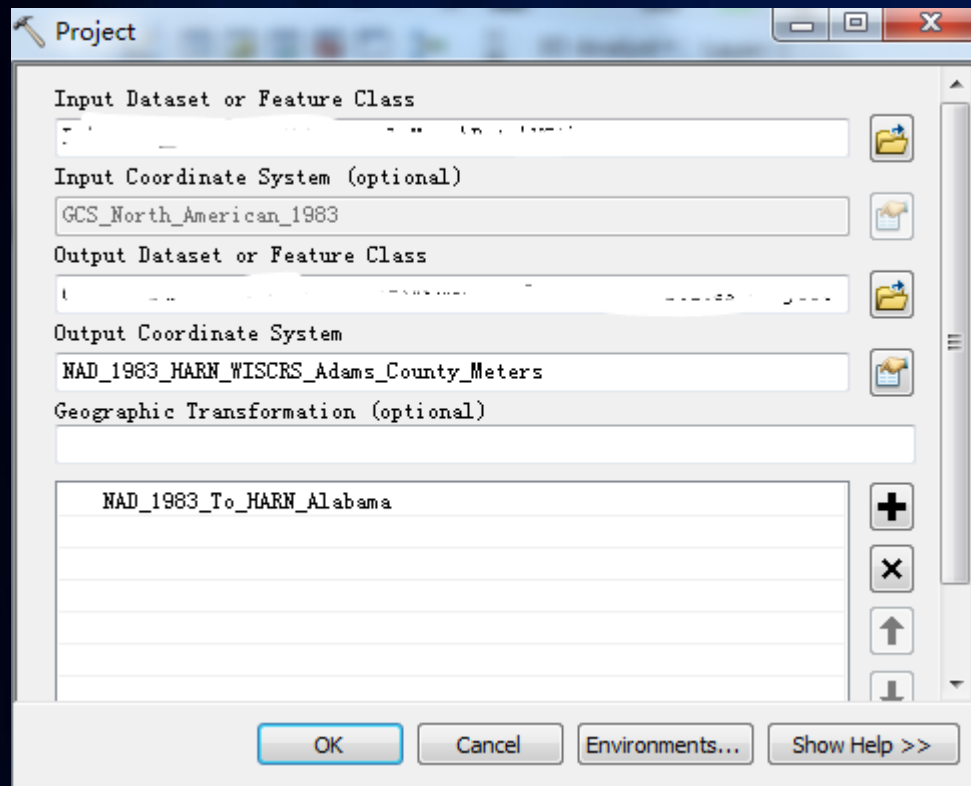 Project
Input Dataset or Feature Class
Input Coordinate System (optional)
GCS_North_American_1983
Output Dataset or Feature Class
Output Coordinate System
NAD_1983_HARN_WISCRS_Adams_County_Meters
Geographic Transformation (optional)
NAD_1983_To_HARN_Alabama
OK Cancel Environments... Show Help >>